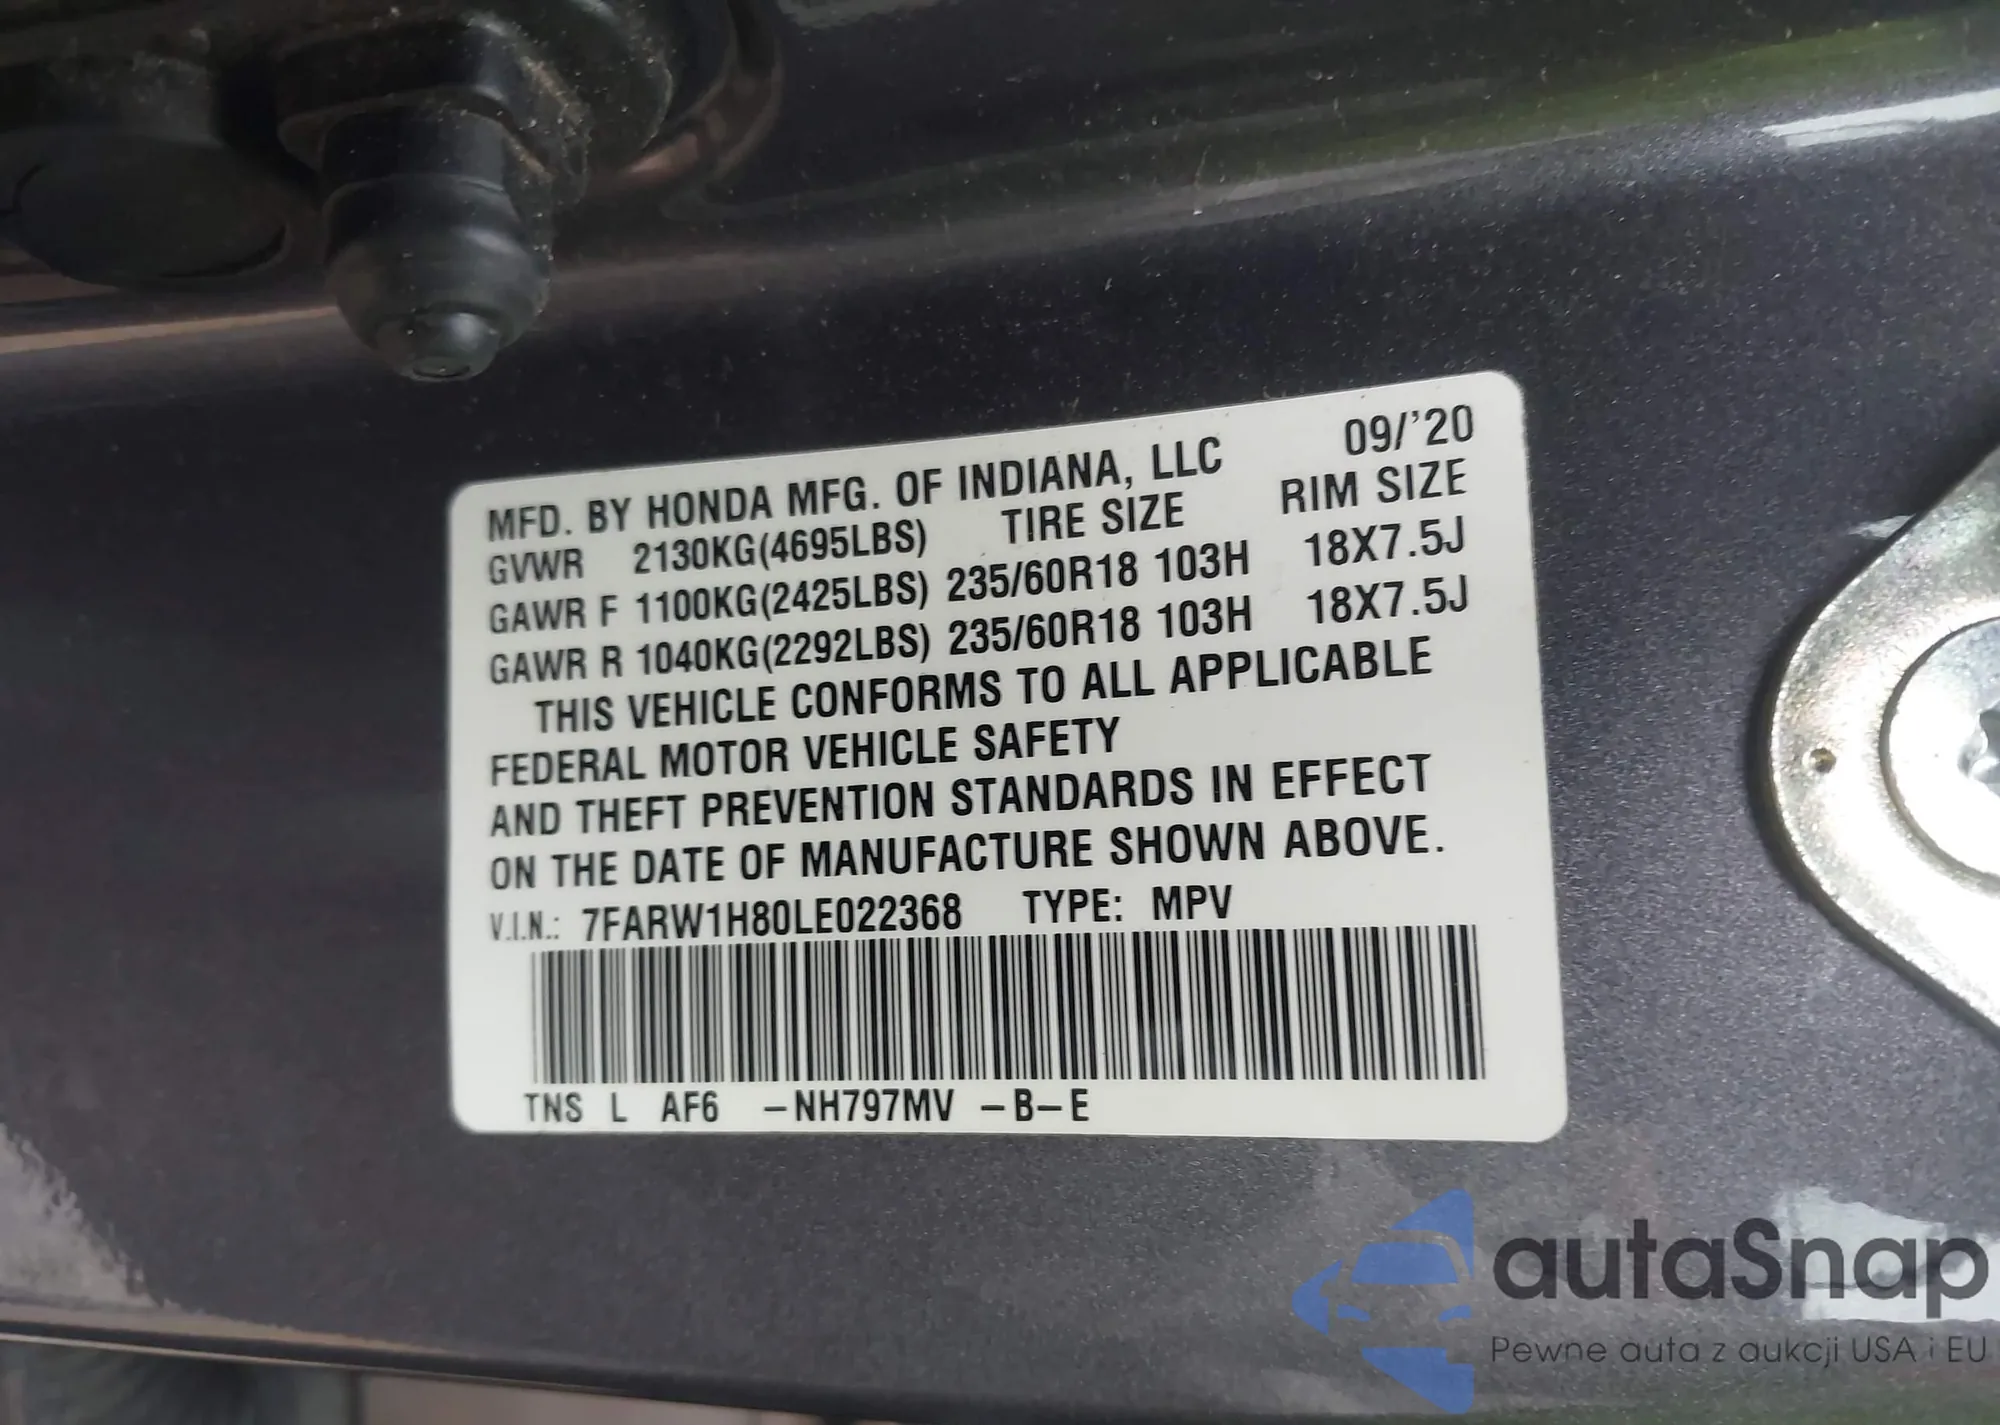 MFD. BY HONDA MFG. OF INDIANA, LLC 09/'20
GVWR 2130KG(4695LBS) TIRE SIZE RIM SIZE
GAWR F 1100KG(2425LBS) 235/60R18 103H 18X7.5J
GAWR R 1040KG(2292LBS) 235/60R18 103H 18X7.5J
THIS VEHICLE CONFORMS TO ALL APPLICABLE
FEDERAL MOTOR VEHICLE SAFETY
AND THEFT PREVENTION STANDARDS IN EFFECT
ON THE DATE OF MANUFACTURE SHOWN ABOVE.
V.I.N.: 7FARW1H80LE022368 TYPE: MPV
TNS L AF6 -NH797MV -B-E
autaSnap
Pewne auta z aukcji USA i EU